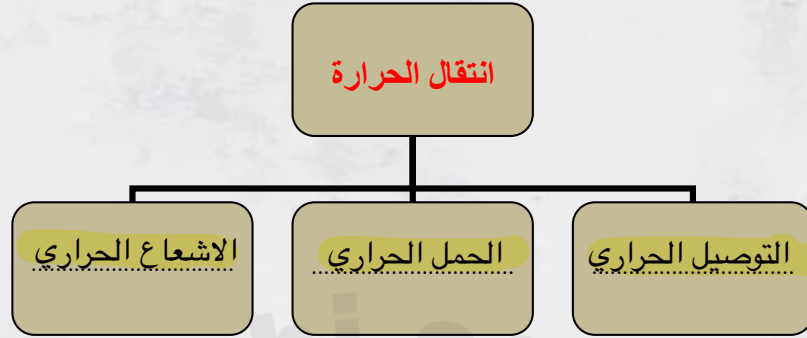 انتقال الحرارة
التوصيل الحراري
الحمل الحراري
الاشعاع الحراري